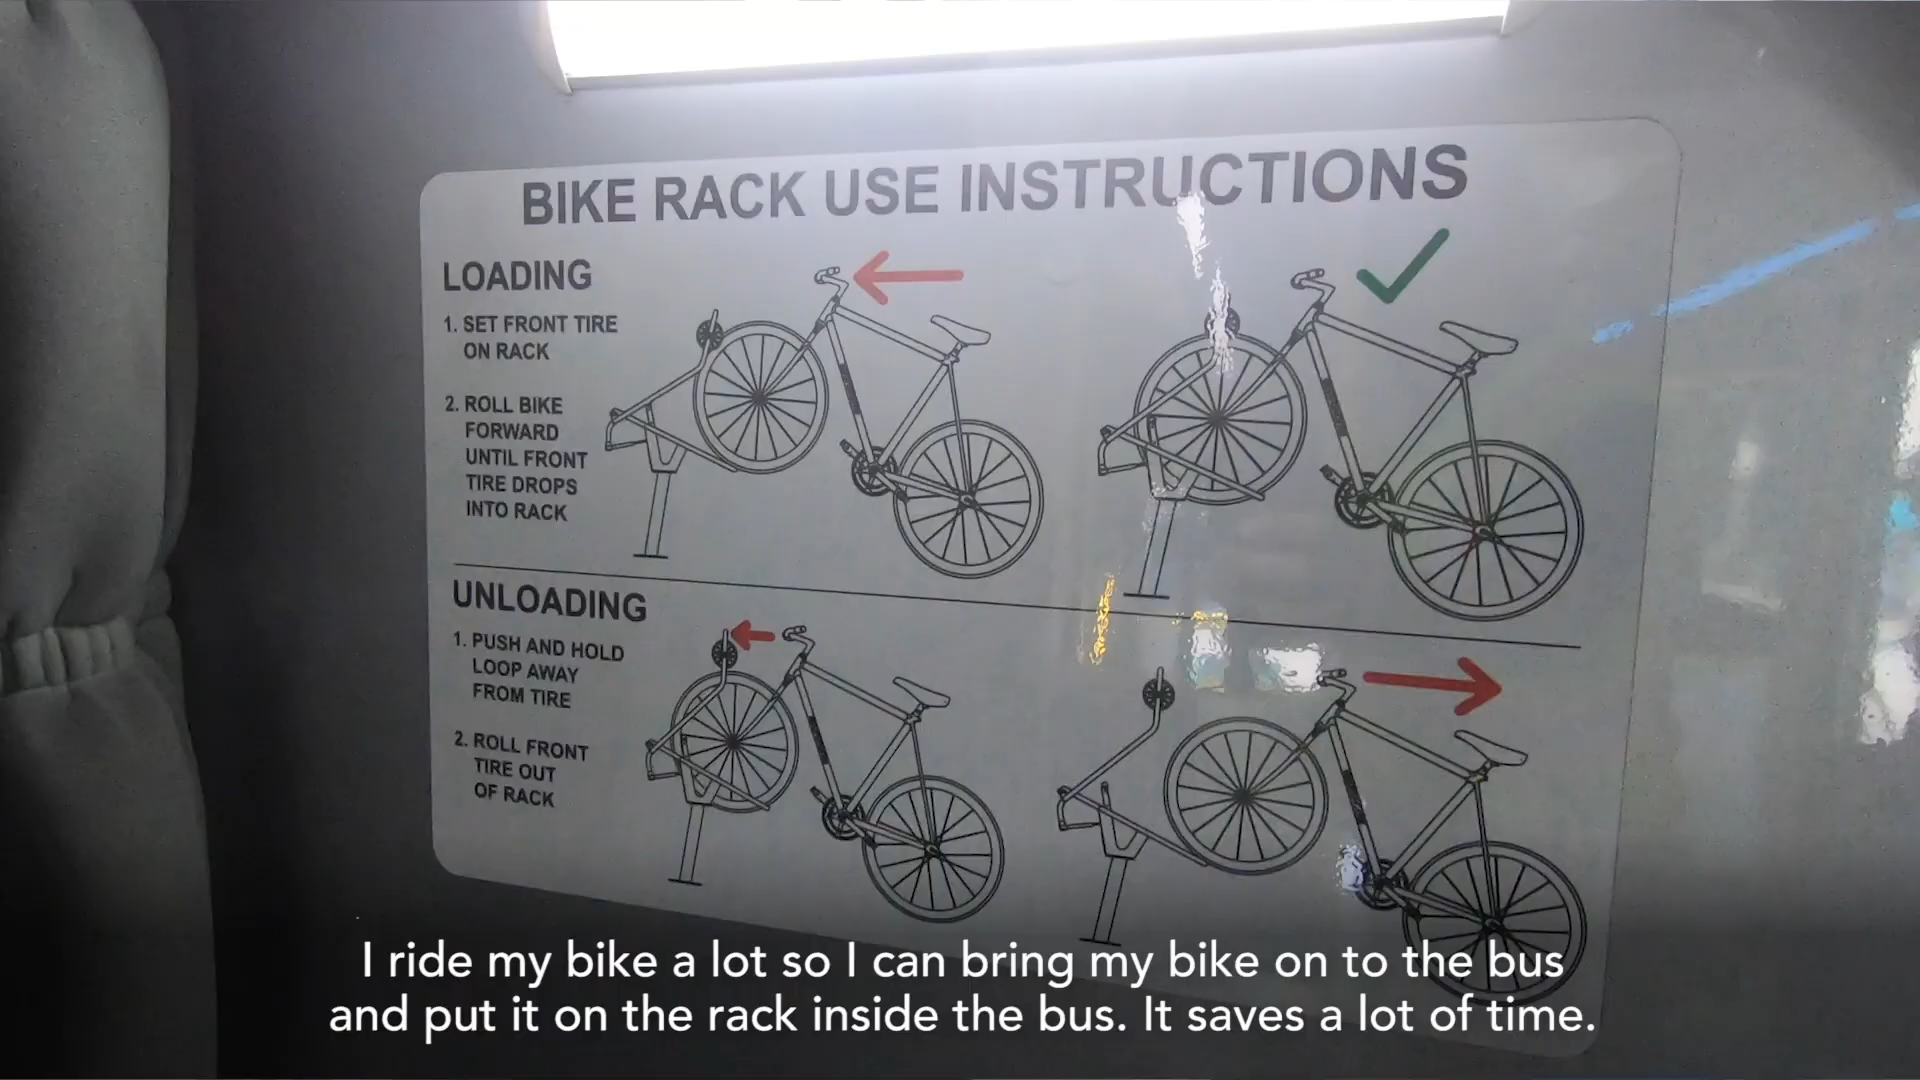 BIKE RACK USE INSTRUCTIONS
LOADING
1. SET FRONT TIRE
ON RACK
2. ROLL BIKE
FORWARD
UNTIL FRONT
TIRE DROPS
INTO RACK
UNLOADING
1. PUSH AND HOLD
LOOP AWAY
FROM TIRE
2. ROLL FRONT
TIRE OUT
OF RACK
I ride my bike a lot so I can bring my bike on to the bus
and put it on the rack inside the bus. It saves a lot of time.